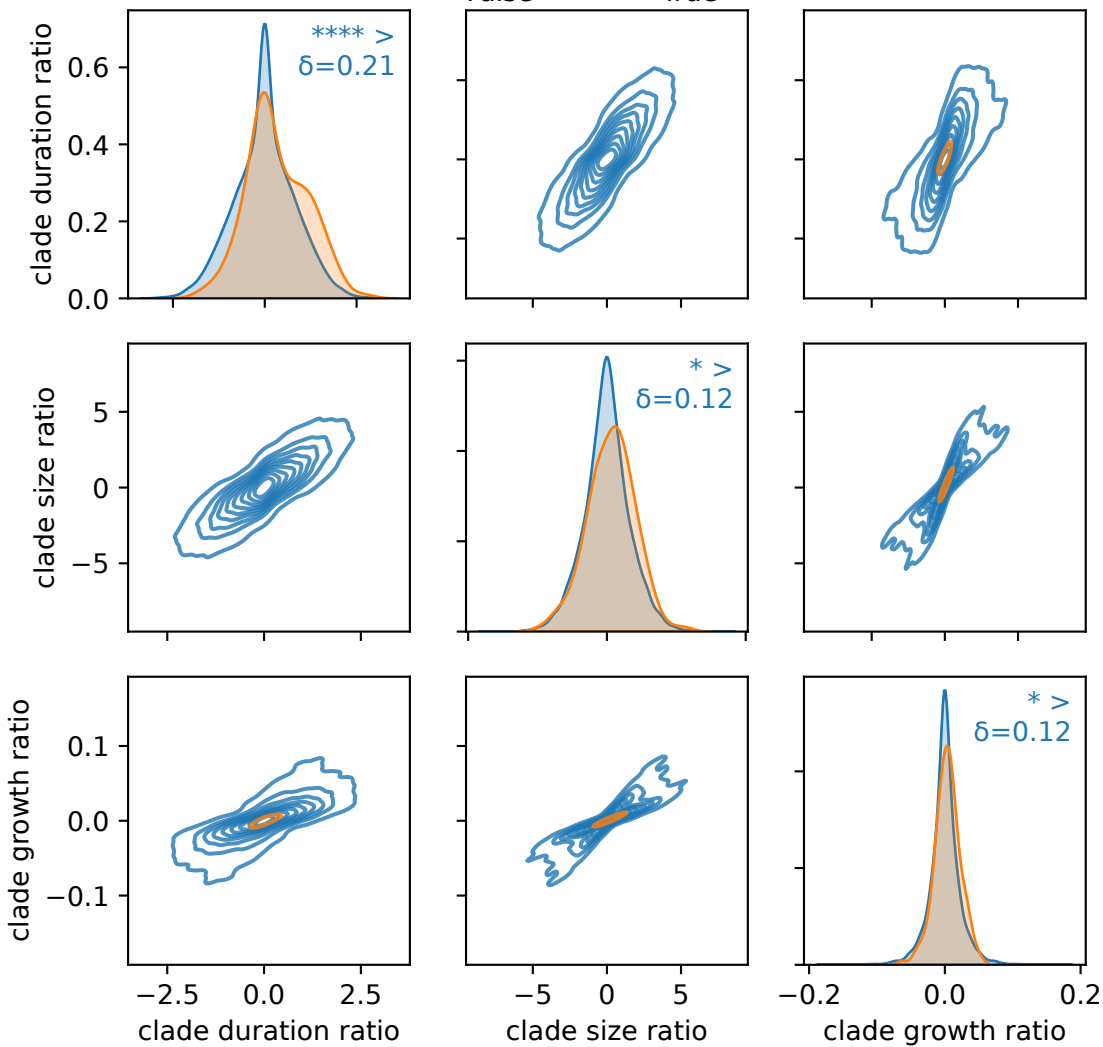 **** >
δ=0.21
clade duration ratio
0.6
0.4
0.2
0.0
* >
δ=0.12
clade size ratio
5
0
−5
* >
δ=0.12
clade growth ratio
0.1
0.0
−0.1
−2.5 0.0 2.5
−5 0 5
−0.2 0.0 0.2
clade duration ratio
clade size ratio
clade growth ratio